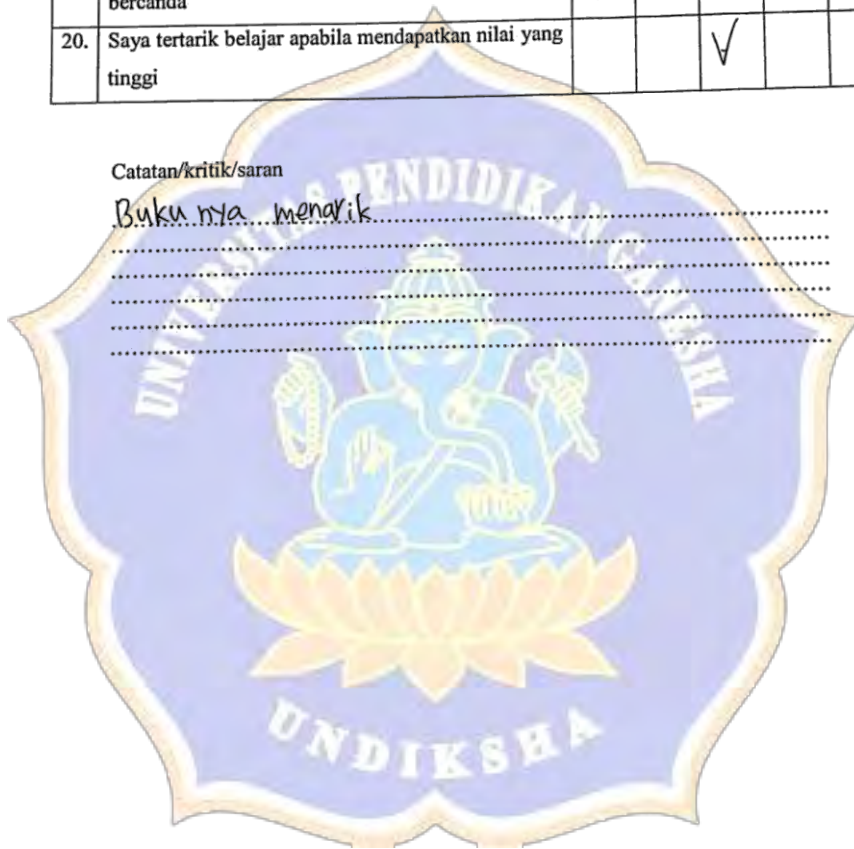 bercanda
20. Saya tertarik belajar apabila mendapatkan nilai yang
tinggi
Catatan/kritik/saran
Buku nya menarik
UNIVERSITAS PENDIDIKAN GANESHA
UNDIKSHA